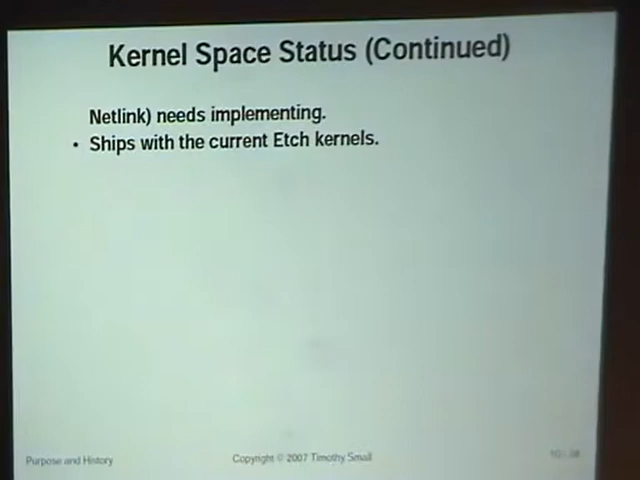 Kernel Space Status (Continued)
Netlink) needs implementing.
• Ships with the current Etch kernels.
Purpose and History
Copyright © 2007 Timothy Small